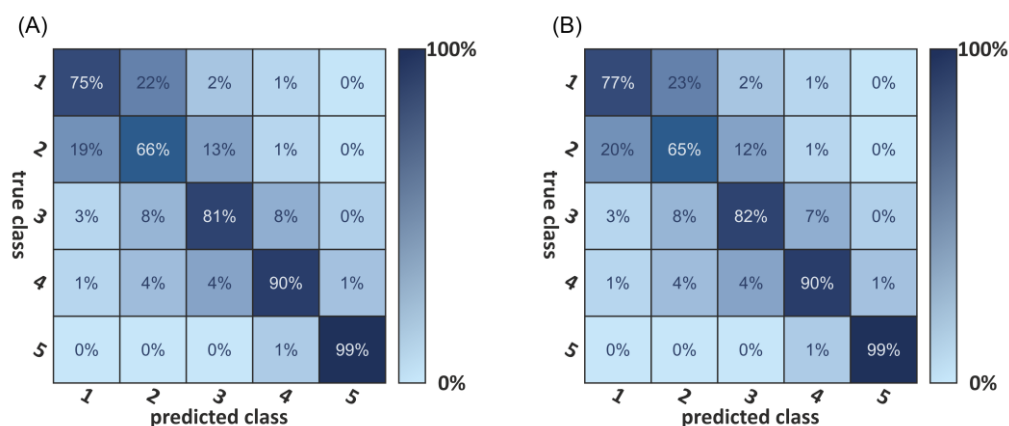 (A)
100%
1 75% 22% 2% 1% 0%
2 19% 66% 13% 1% 0%
true class
3 3% 8% 81% 8% 0%
4 1% 4% 4% 90% 1%
5 0% 0% 0% 1% 99%
0%
1 2 3 4 5
predicted class
(B)
100%
1 77% 23% 2% 1% 0%
2 20% 65% 12% 1% 0%
true class
3 3% 8% 82% 7% 0%
4 1% 4% 4% 90% 1%
5 0% 0% 0% 1% 99%
0%
1 2 3 4 5
predicted class